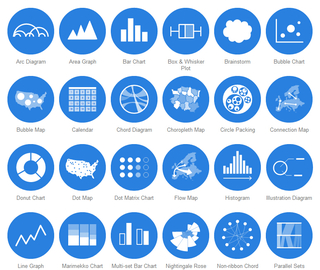 Arc Diagram
Area Graph
Bar Chart
Box & Whisker
Plot
Brainstorm
Bubble Chart
Bubble Map
Calendar
Chord Diagram
Choropleth Map
Circle Packing
Connection Map
Donut Chart
Dot Map
Dot Matrix Chart
Flow Map
Histogram
Illustration Diagram
Line Graph
Marimekko Chart
Multi-set Bar Chart
Nightingale Rose
Non-ribbon Chord
Parallel Sets